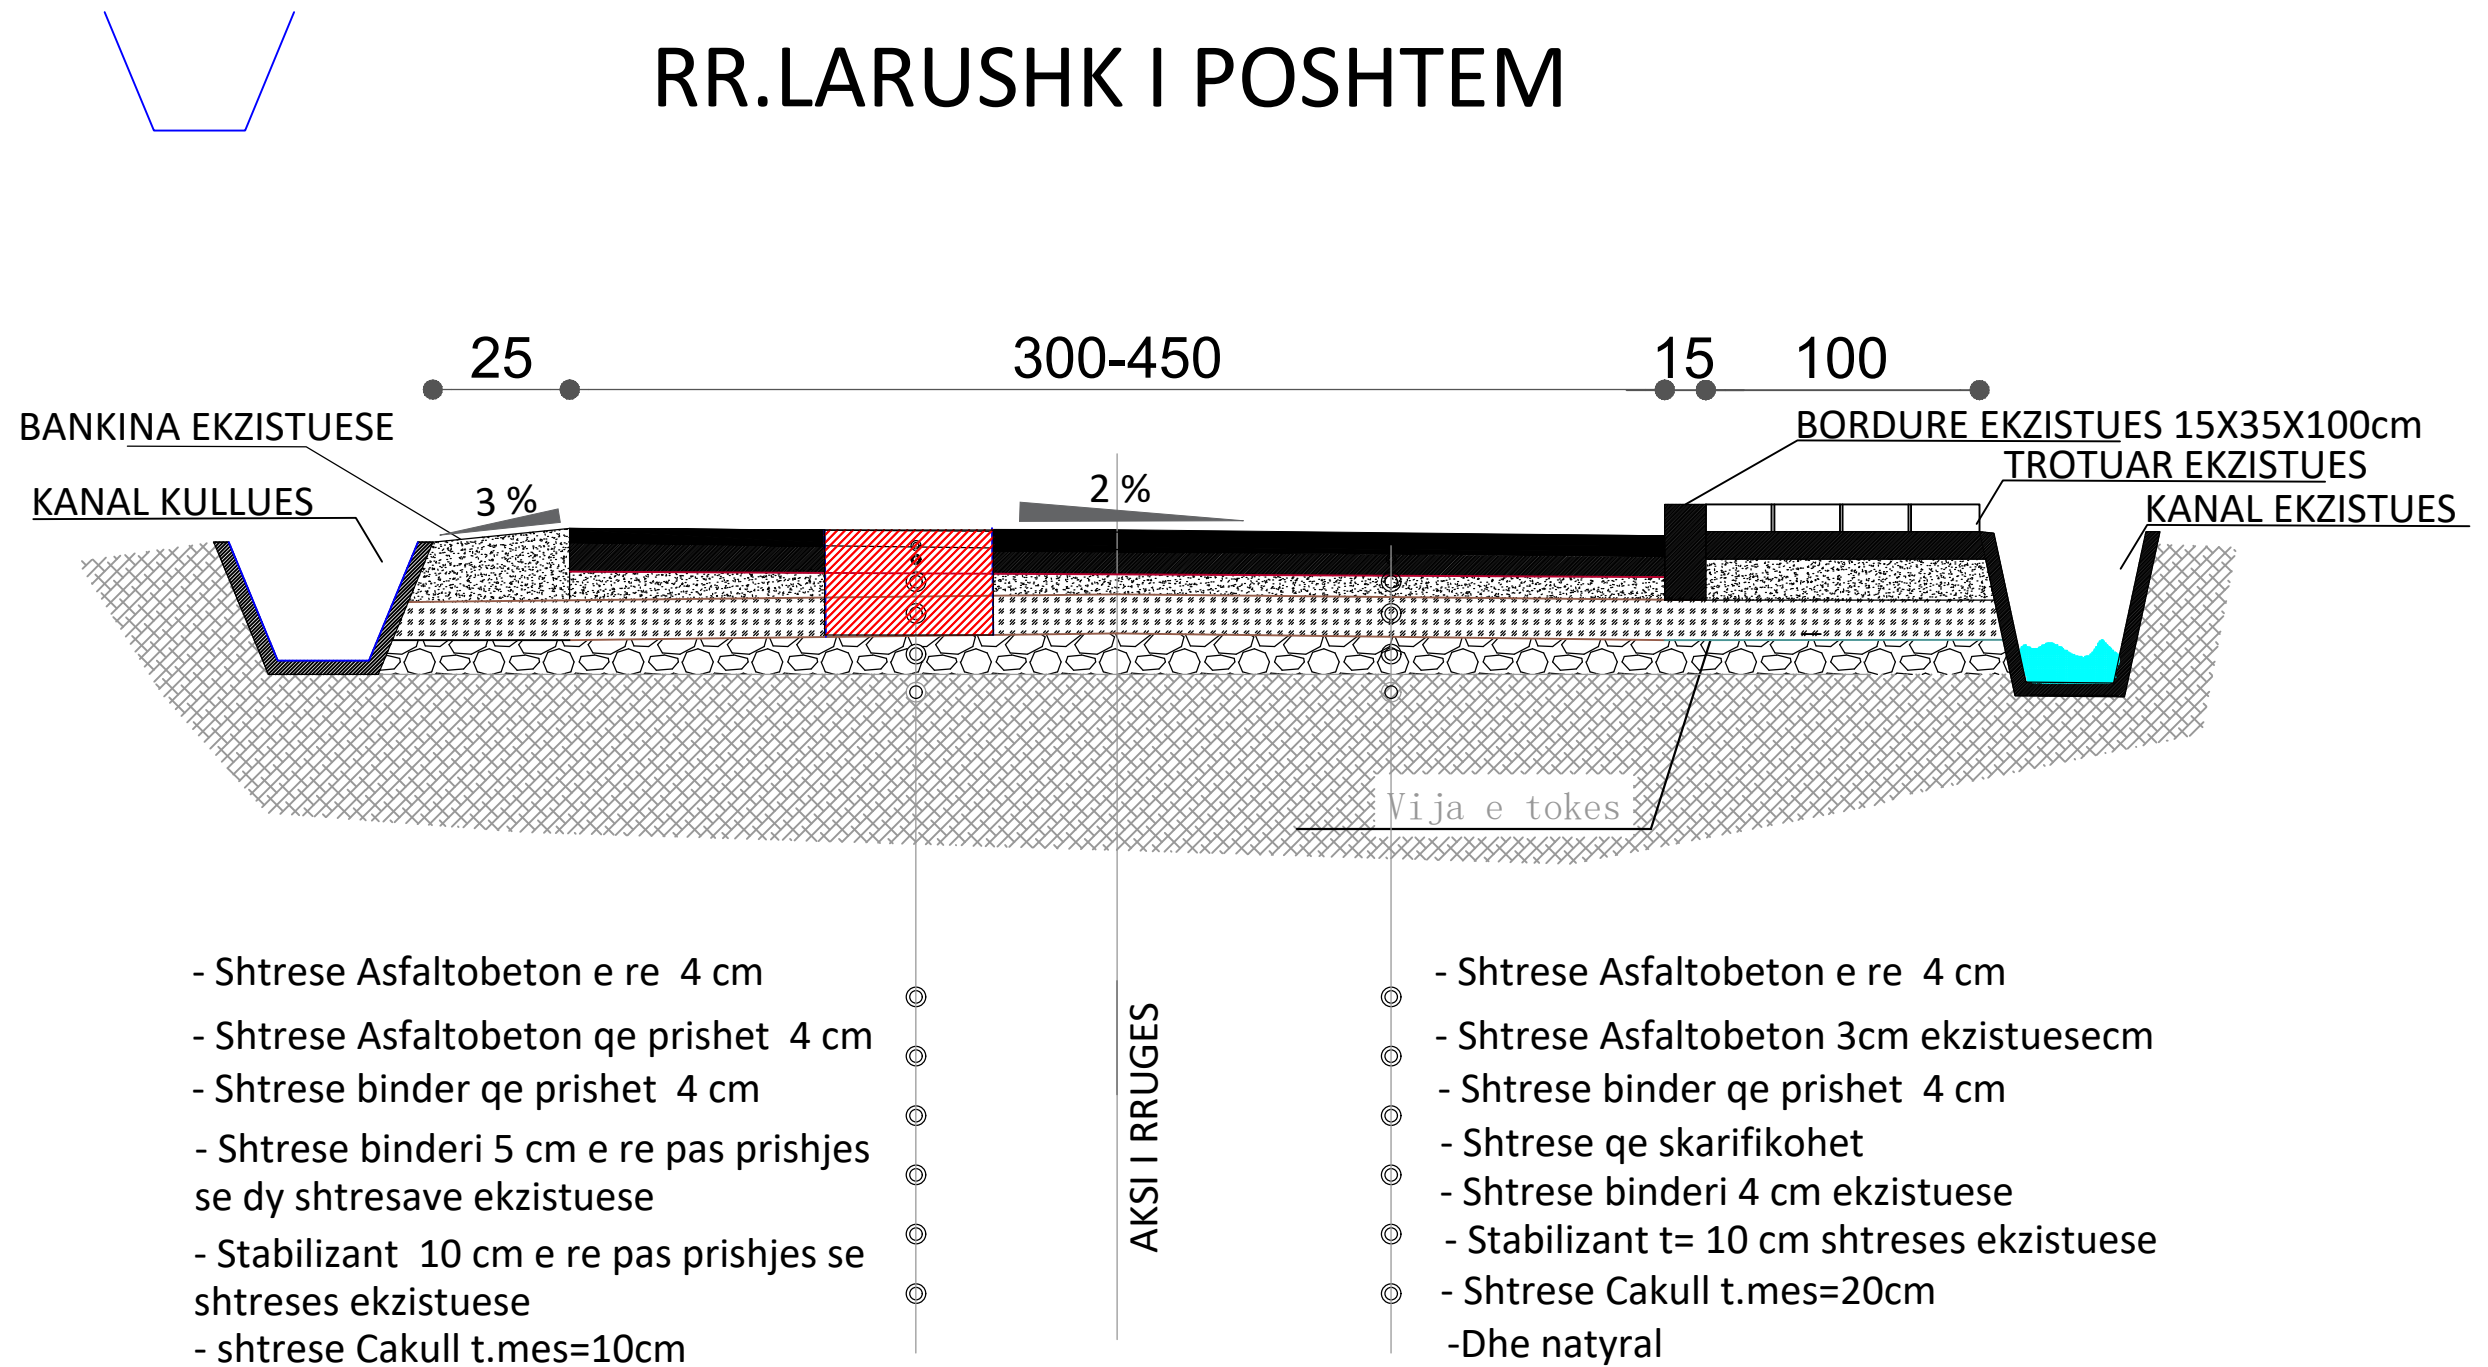 RR.LARUSHK I POSHTEM
25
300-450
15
100
BANKINA EKZISTUESE
BORDURE EKZISTUES 15X35X100cm
TROTUAR EKZISTUES
KANAL KULLUES
KANAL EKZISTUES
3 %
2 %
Vija e tokes
- Shtrese Asfaltobeton e re 4 cm
- Shtrese Asfaltobeton qe prishet 4 cm
- Shtrese binder qe prishet 4 cm
- Shtrese binderi 5 cm e re pas prishjes
se dy shtresave ekzistuese
- Stabilizant 10 cm e re pas prishjes se
shtreses ekzistuese
- shtrese Cakull t.mes=10cm
AKSI I RRUGES
- Shtrese Asfaltobeton e re 4 cm
- Shtrese Asfaltobeton 3cm ekzistuesecm
- Shtrese binder qe prishet 4 cm
- Shtrese qe skarifikohet
- Shtrese binderi 4 cm ekzistuese
- Stabilizant t= 10 cm shtreses ekzistuese
- Shtrese Cakull t.mes=20cm
-Dhe natyral